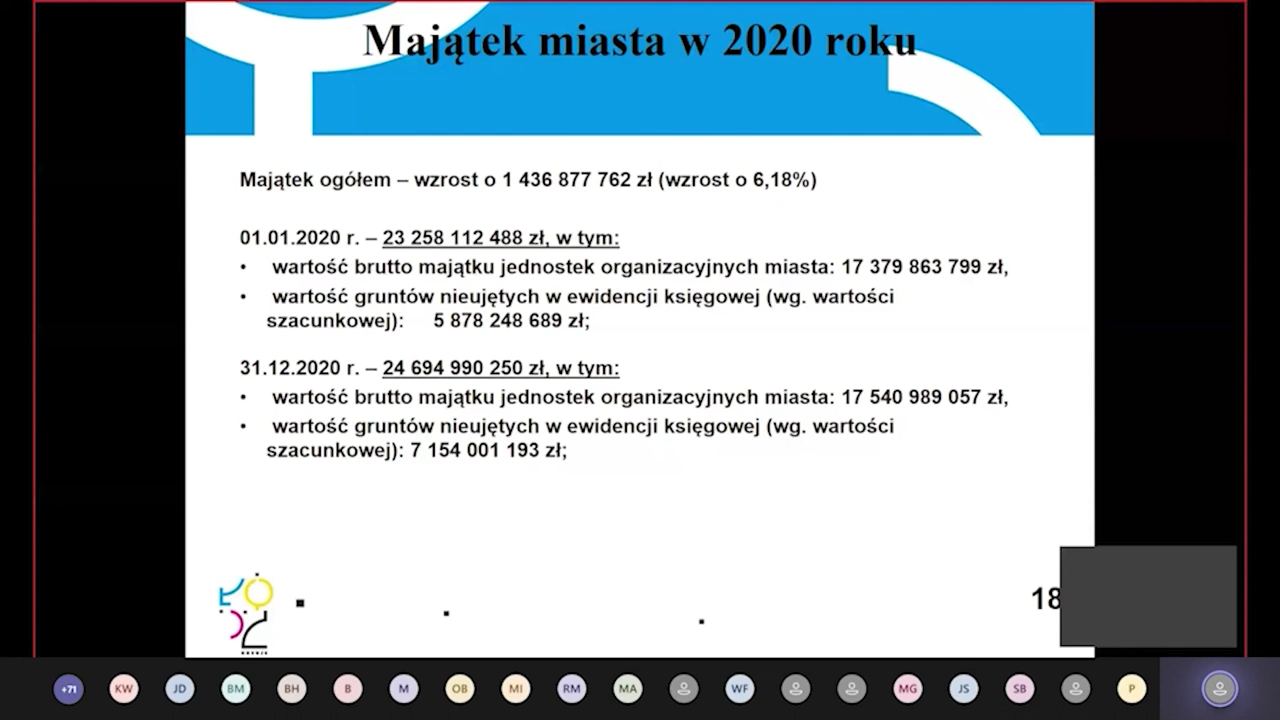 Majątek miasta w 2020 roku
Majątek ogółem – wzrost o 1 436 877 762 zł (wzrost o 6,18%)
01.01.2020 r. – 23 258 112 488 zł, w tym:
• wartość brutto majątku jednostek organizacyjnych miasta: 17 379 863 799 zł,
• wartość gruntów nieujętych w ewidencji księgowej (wg. wartości
szacunkowej): 5 878 248 689 zł;
31.12.2020 r. – 24 694 990 250 zł, w tym:
• wartość brutto majątku jednostek organizacyjnych miasta: 17 540 989 057 zł,
• wartość gruntów nieujętych w ewidencji księgowej (wg. wartości
szacunkowej): 7 154 001 193 zł;
18
+71 KW JD BM BH B M OB MI RM MA WF MG JS SB P